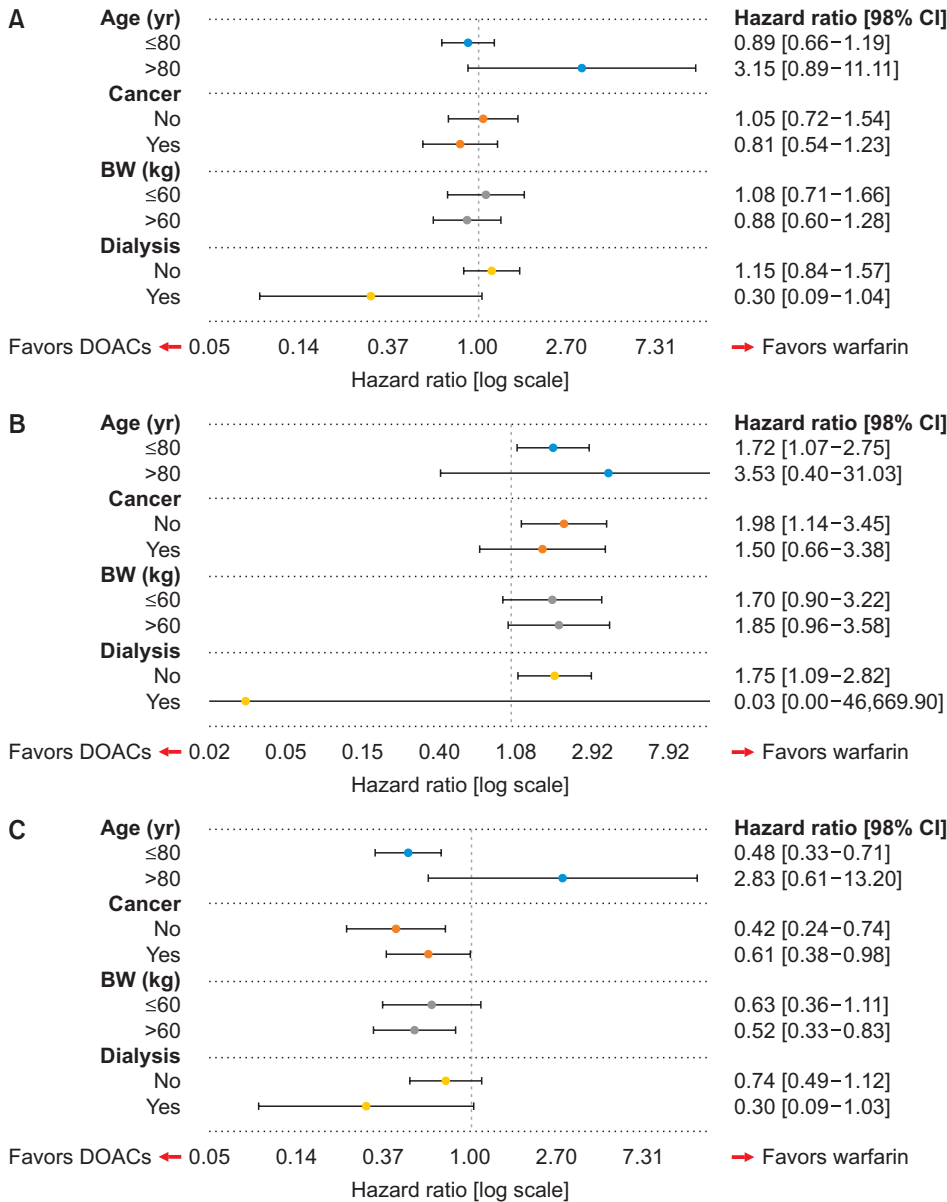 A Age (yr) Hazard ratio [98% CI]
≤80 0.89 [0.66−1.19]
>80 3.15 [0.89−11.11]
Cancer
No 1.05 [0.72−1.54]
Yes 0.81 [0.54−1.23]
BW (kg)
≤60 1.08 [0.71−1.66]
>60 0.88 [0.60−1.28]
Dialysis
No 1.15 [0.84−1.57]
Yes 0.30 [0.09−1.04]
Favors DOACs 0.05 0.14 0.37 1.00 2.70 7.31 Favors warfarin
Hazard ratio [log scale]
B Age (yr) Hazard ratio [98% CI]
≤80 1.72 [1.07−2.75]
>80 3.53 [0.40−31.03]
Cancer
No 1.98 [1.14−3.45]
Yes 1.50 [0.66−3.38]
BW (kg)
≤60 1.70 [0.90−3.22]
>60 1.85 [0.96−3.58]
Dialysis
No 1.75 [1.09−2.82]
Yes 0.03 [0.00−46,669.90]
Favors DOACs 0.02 0.05 0.15 0.40 1.08 2.92 7.92 Favors warfarin
Hazard ratio [log scale]
C Age (yr) Hazard ratio [98% CI]
≤80 0.48 [0.33−0.71]
>80 2.83 [0.61−13.20]
Cancer
No 0.42 [0.24−0.74]
Yes 0.61 [0.38−0.98]
BW (kg)
≤60 0.63 [0.36−1.11]
>60 0.52 [0.33−0.83]
Dialysis
No 0.74 [0.49−1.12]
Yes 0.30 [0.09−1.03]
Favors DOACs 0.05 0.14 0.37 1.00 2.70 7.31 Favors warfarin
Hazard ratio [log scale]